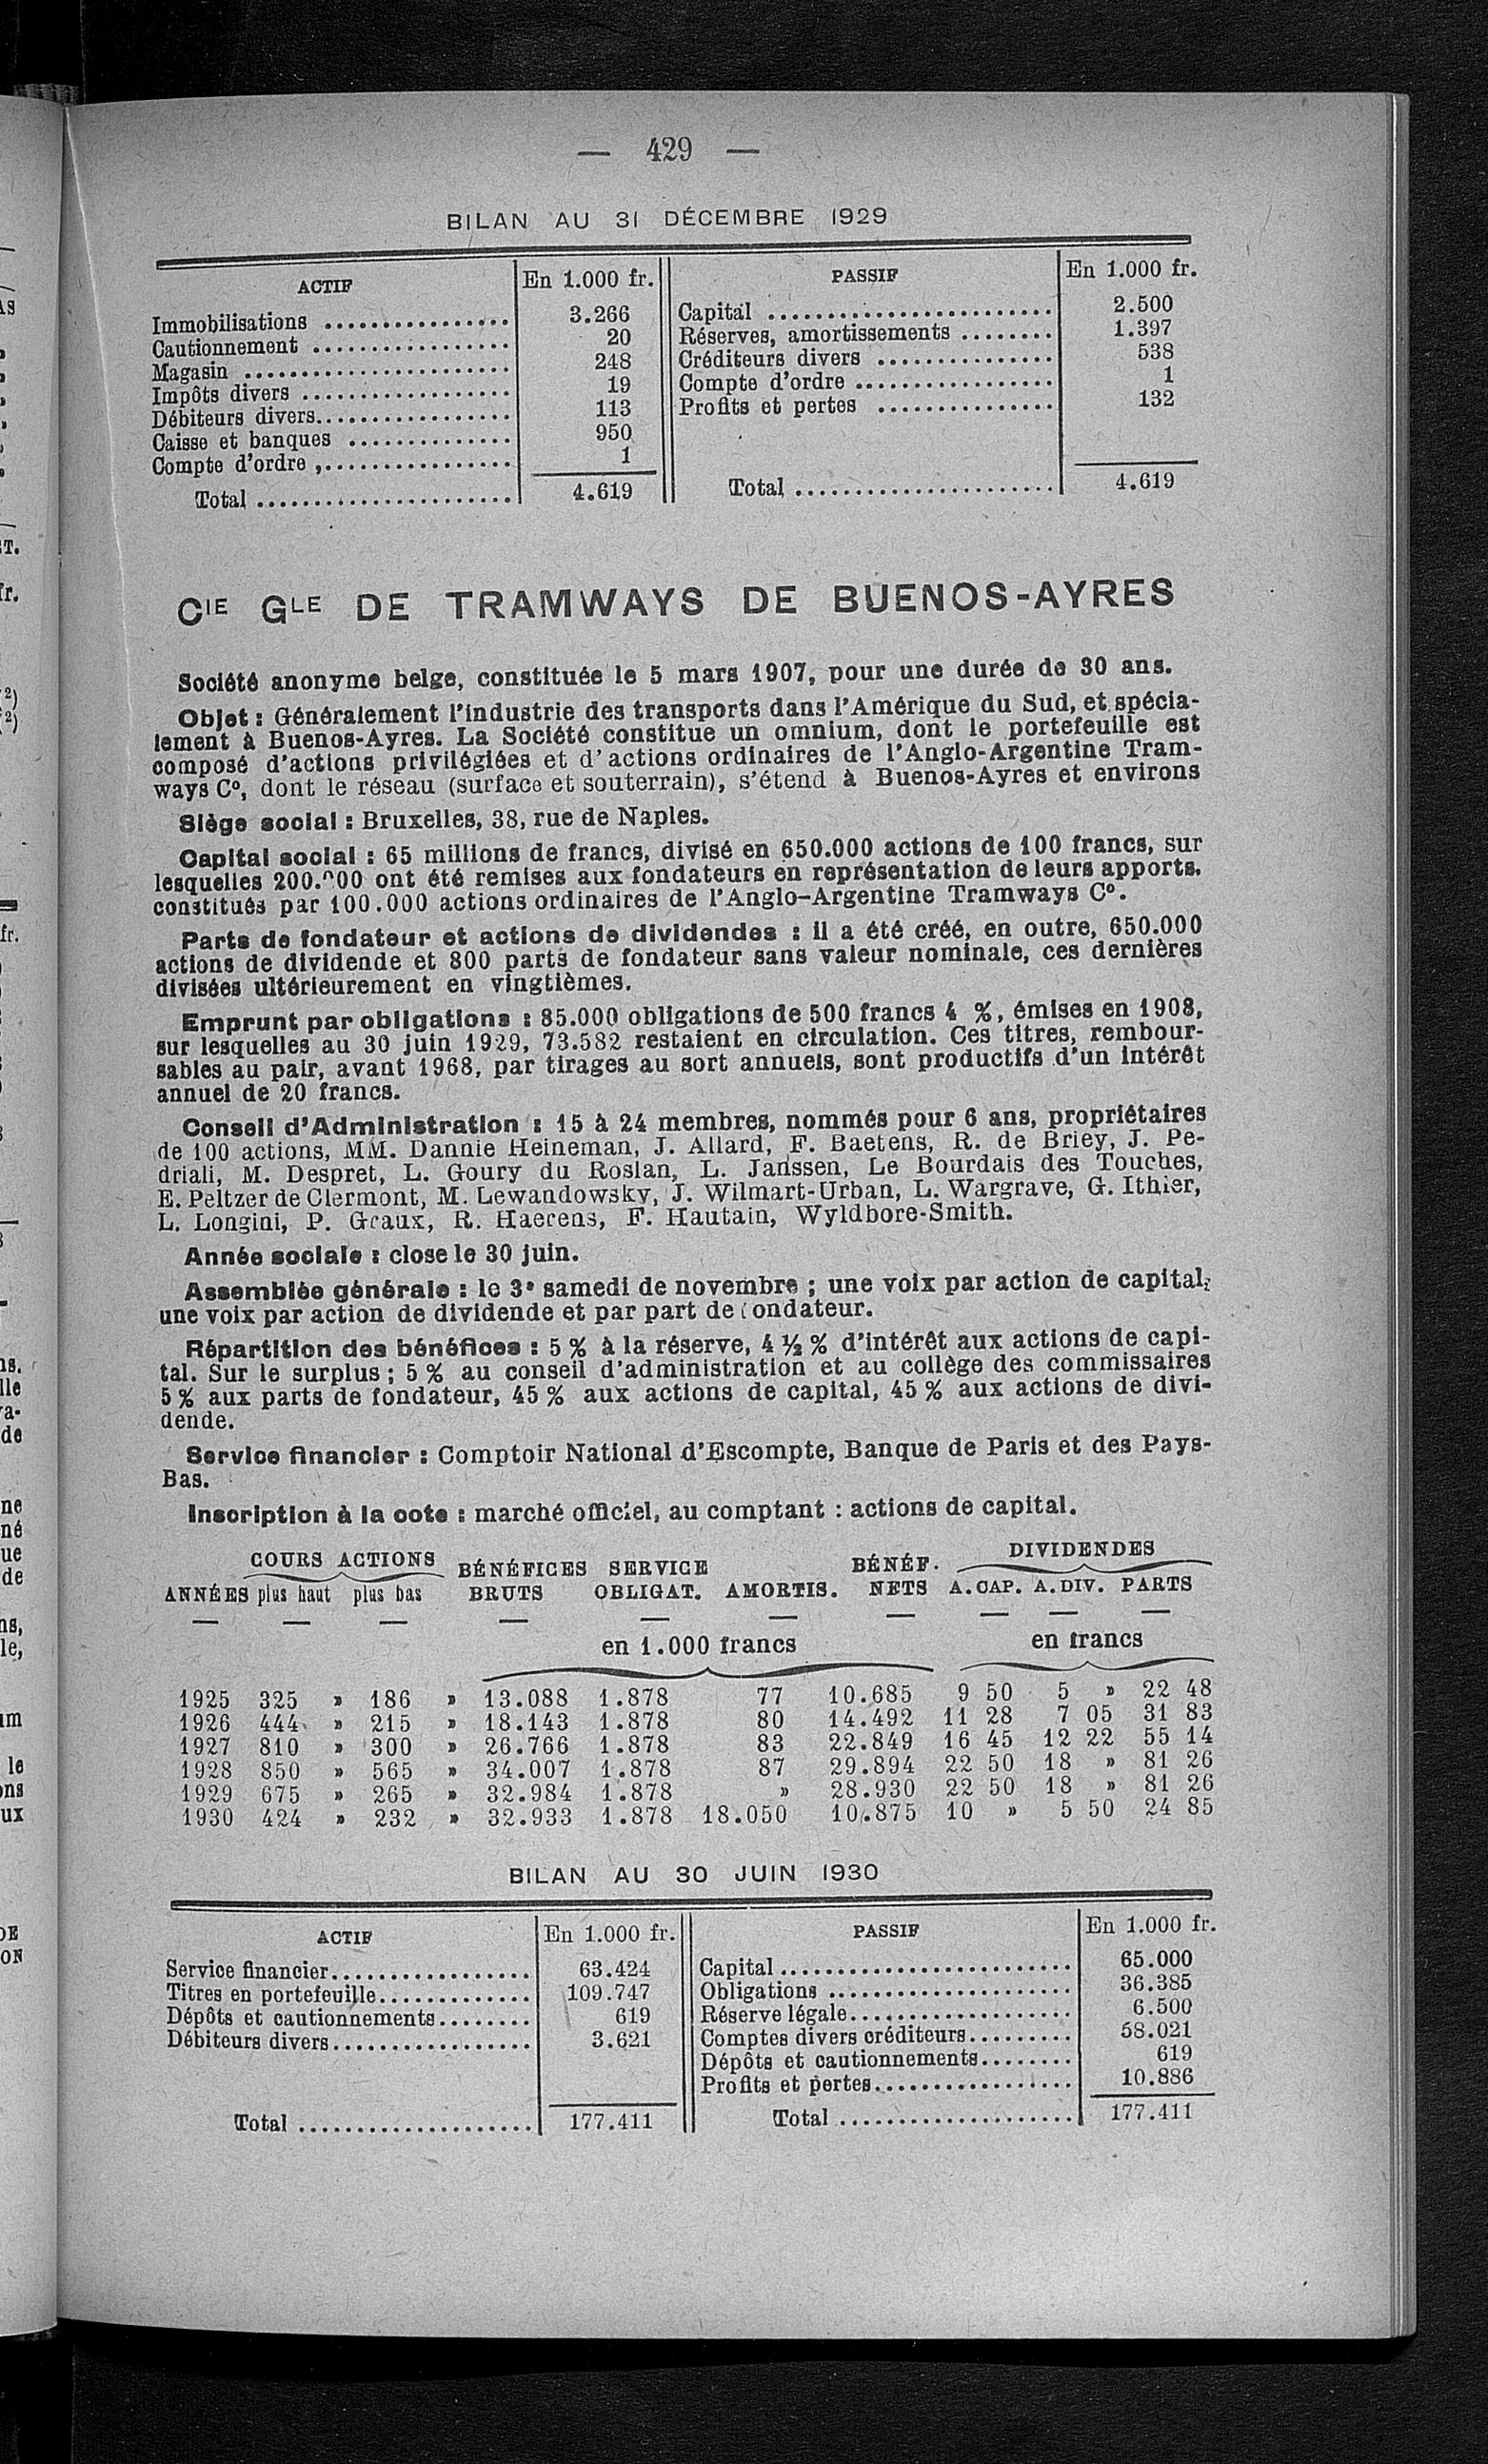 — 429 —
BILAN AU 31 DÉCEMBRE 1929
ACTIF En 1.000 fr. PASSIF En 1.000 fr.
Immobilisations ................ 3.266 Capital ........................ 2.500
Cautionnement ................. 20 Réserves, amortissements ........ 1.397
Magasin ....................... 248 Créditeurs divers ............... 538
Impôts divers .................. 19 Compte d'ordre ................. 1
Débiteurs divers................. 113 Profits et pertes ............... 132
Caisse et banques .............. 950
Compte d'ordre ,................ 1
Total ...................... 4.619 Total ...................... 4.619
CIE GLE DE TRAMWAYS DE BUENOS-AYRES
Société anonyme belge, constituée le 5 mars 1907, pour une durée de 30 ans.
Objet : Généralement l'industrie des transports dans l'Amérique du Sud, et spécia-
lement à Buenos-Ayres. La Société constitue un omnium, dont le portefeuille est
composé d'actions privilégiées et d'actions ordinaires de l'Anglo-Argentine Tram-
ways Cº, dont le réseau (surface et souterrain), s'étend à Buenos-Ayres et environs
Siège social : Bruxelles, 38, rue de Naples.
Capital social : 65 millions de francs, divisé en 650.000 actions de 100 francs, sur
lesquelles 200.000 ont été remises aux fondateurs en représentation de leurs apports.
constitués par 100.000 actions ordinaires de l'Anglo-Argentine Tramways Cº.
Parts de fondateur et actions de dividendes : il a été créé, en outre, 650.000
actions de dividende et 800 parts de fondateur sans valeur nominale, ces dernières
divisées ultérieurement en vingtièmes.
Emprunt par obligations : 85.000 obligations de 500 francs 4 %, émises en 1908,
sur lesquelles au 30 juin 1929, 73.582 restaient en circulation. Ces titres, rembour-
sables au pair, avant 1968, par tirages au sort annuels, sont productifs d'un intérêt
annuel de 20 francs.
Conseil d'Administration : 15 à 24 membres, nommés pour 6 ans, propriétaires
de 100 actions, MM. Dannie Heineman, J. Allard, F. Baetens, R. de Briey, J. Pe-
driali, M. Despret, L. Goury du Roslan, L. Janssen, Le Bourdais des Touches,
E. Peltzer de Clermont, M. Lewandowsky, J. Wilmart-Urban, L. Wargrave, G. Ithier,
L. Longini, P. Graux, R. Haerens, F. Hautain, Wyldbore-Smith.
Année sociale : close le 30 juin.
Assemblée générale : le 3e samedi de novembre ; une voix par action de capital,
une voix par action de dividende et par part de fondateur.
Répartition des bénéfices : 5 % à la réserve, 4 ½ % d'intérêt aux actions de capi-
tal. Sur le surplus ; 5 % au conseil d'administration et au collège des commissaires
5 % aux parts de fondateur, 45 % aux actions de capital, 45 % aux actions de divi-
dende.
Service financier : Comptoir National d'Escompte, Banque de Paris et des Pays-
Bas.
Inscription à la cote : marché officiel, au comptant : actions de capital.
COURS ACTIONS BÉNÉFICES SERVICE BÉNÉF. DIVIDENDES
ANNÉES plus haut plus bas BRUTS OBLIGAT. AMORTIS. NETS A.CAP. A.DIV. PARTS
en 1.000 francs en francs
1925 325 » 186 » 13.088 1.878 77 10.685 9 50 5 » 22 48
1926 444 » 215 » 18.143 1.878 80 14.492 11 28 7 05 31 83
1927 810 » 300 » 26.766 1.878 83 22.849 16 45 12 22 55 14
1928 850 » 565 » 34.007 1.878 87 29.894 22 50 18 » 81 26
1929 675 » 265 » 32.984 1.878 » 28.930 22 50 18 » 81 26
1930 424 » 232 » 32.933 1.878 18.050 10.875 10 » 5 50 24 85
BILAN AU 30 JUIN 1930
ACTIF En 1.000 fr. PASSIF En 1.000 fr.
Service financier................. 63.424 Capital ......................... 65.000
Titres en portefeuille............. 109.747 Obligations ..................... 36.385
Dépôts et cautionnements........ 619 Réserve légale................... 6.500
Débiteurs divers................. 3.621 Comptes divers créditeurs......... 58.021
Dépôts et cautionnements........ 619
Profits et pertes................. 10.886
Total .................... 177.411 Total .................... 177.411